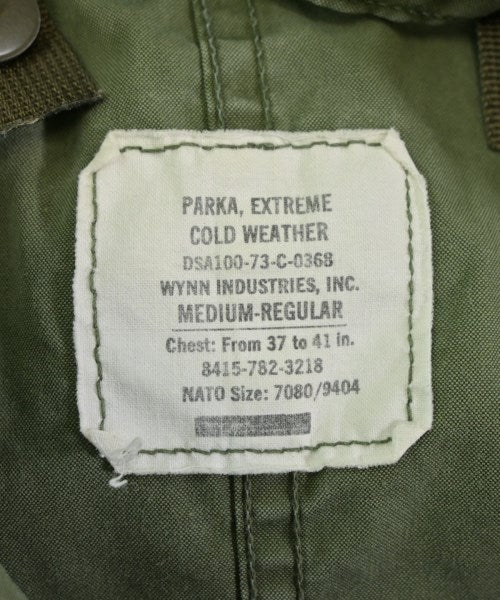 PARKA, EXTREME
COLD WEATHER
DSA100-73-C-0368
WYNN INDUSTRIES, INC.
MEDIUM-REGULAR
Chest: From 37 to 41 in.
8415-782-3218
NATO Size: 7080/9404